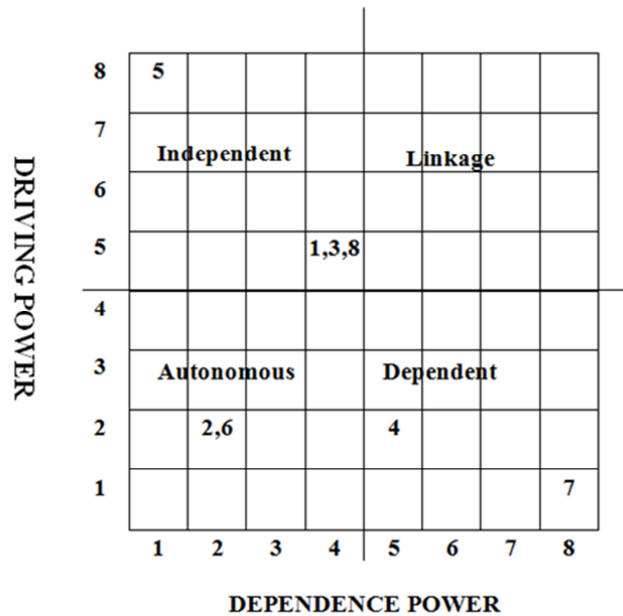 8 5
7
Independent Linkage
6
5 1,3,8
4
3 Autonomous Dependent
2 2,6 4
1 7
1 2 3 4 5 6 7 8
DRIVING POWER
DEPENDENCE POWER